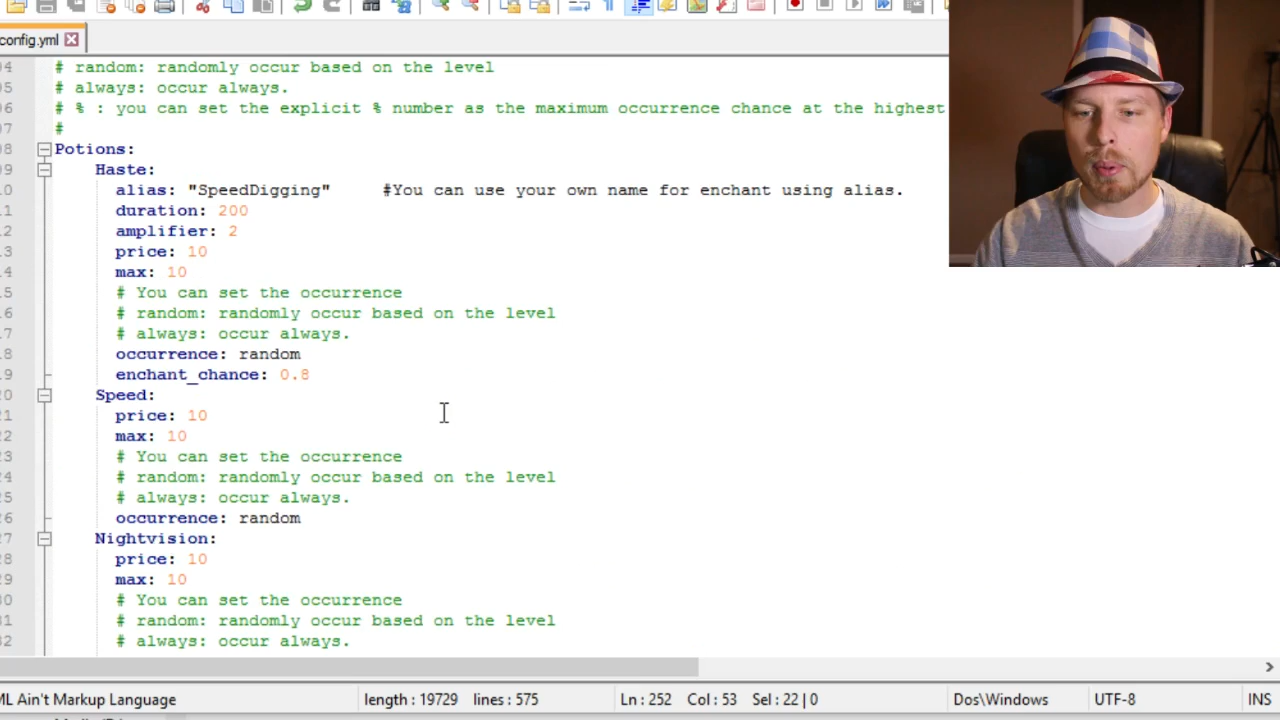 config.yml
# random: randomly occur based on the level
# always: occur always.
# % : you can set the explicit % number as the maximum occurrence chance at the highest
#
Potions:
Haste:
alias: "SpeedDigging" #You can use your own name for enchant using alias.
duration: 200
amplifier: 2
price: 10
max: 10
# You can set the occurrence
# random: randomly occur based on the level
# always: occur always.
occurrence: random
enchant_chance: 0.8
Speed:
price: 10
max: 10
# You can set the occurrence
# random: randomly occur based on the level
# always: occur always.
occurrence: random
Nightvision:
price: 10
max: 10
# You can set the occurrence
# random: randomly occur based on the level
# always: occur always.
ML Ain't Markup Language length : 19729 lines : 575 Ln : 252 Col : 53 Sel : 22 | 0 Dos\Windows UTF-8 INS